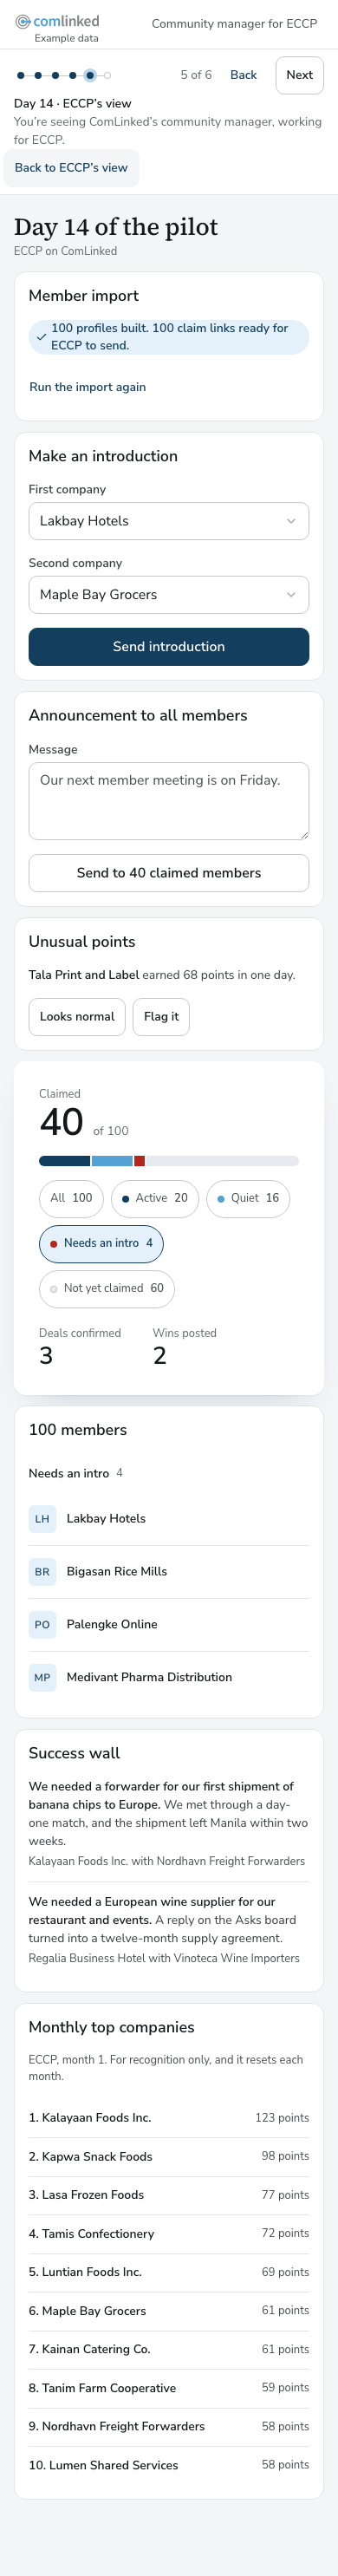 comlinked
Community manager for ECCP
Example data
5 of 6
Back
Next
Day 14 · ECCP's view
You're seeing ComLinked's community manager, working
for ECCP.
Back to ECCP's view
Day 14 of the pilot
ECCP on ComLinked
Member import
100 profiles built. 100 claim links ready for
ECCP to send.
Run the import again
Make an introduction
First company
Lakbay Hotels
Second company
Maple Bay Grocers
Send introduction
Announcement to all members
Message
Our next member meeting is on Friday.
Send to 40 claimed members
Unusual points
Tala Print and Label earned 68 points in one day.
Looks normal
Flag it
Claimed
40 of 100
All 100
Active 20
Quiet 16
Needs an intro 4
Not yet claimed 60
Deals confirmed
Wins posted
3
2
100 members
Needs an intro 4
LH Lakbay Hotels
BR Bigasan Rice Mills
PO Palengke Online
MP Medivant Pharma Distribution
Success wall
We needed a forwarder for our first shipment of
banana chips to Europe. We met through a day-
one match, and the shipment left Manila within two
weeks.
Kalayaan Foods Inc. with Nordhavn Freight Forwarders
We needed a European wine supplier for our
restaurant and events. A reply on the Asks board
turned into a twelve-month supply agreement.
Regalia Business Hotel with Vinoteca Wine Importers
Monthly top companies
ECCP, month 1. For recognition only, and it resets each
month.
1. Kalayaan Foods Inc. 123 points
2. Kapwa Snack Foods 98 points
3. Lasa Frozen Foods 77 points
4. Tamis Confectionery 72 points
5. Luntian Foods Inc. 69 points
6. Maple Bay Grocers 61 points
7. Kainan Catering Co. 61 points
8. Tanim Farm Cooperative 59 points
9. Nordhavn Freight Forwarders 58 points
10. Lumen Shared Services 58 points